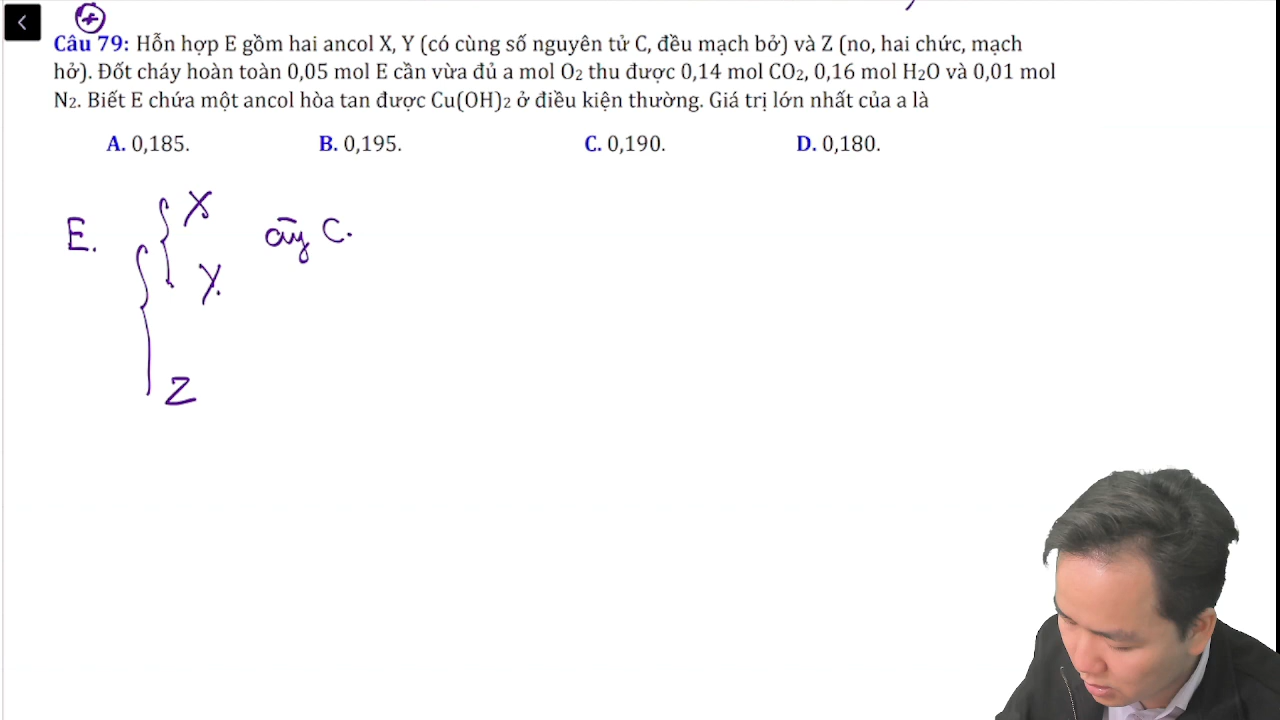 Câu 79: Hỗn hợp E gồm hai ancol X, Y (có cùng số nguyên tử C, đều mạch bở) và Z (no, hai chức, mạch
hở). Đốt cháy hoàn toàn 0,05 mol E cần vừa đủ a mol O₂ thu được 0,14 mol CO₂, 0,16 mol H₂O và 0,01 mol
N₂. Biết E chứa một ancol hòa tan được Cu(OH)₂ ở điều kiện thường. Giá trị lớn nhất của a là
A. 0,185. B. 0,195. C. 0,190. D. 0,180.
X
E. C.
Y
Z